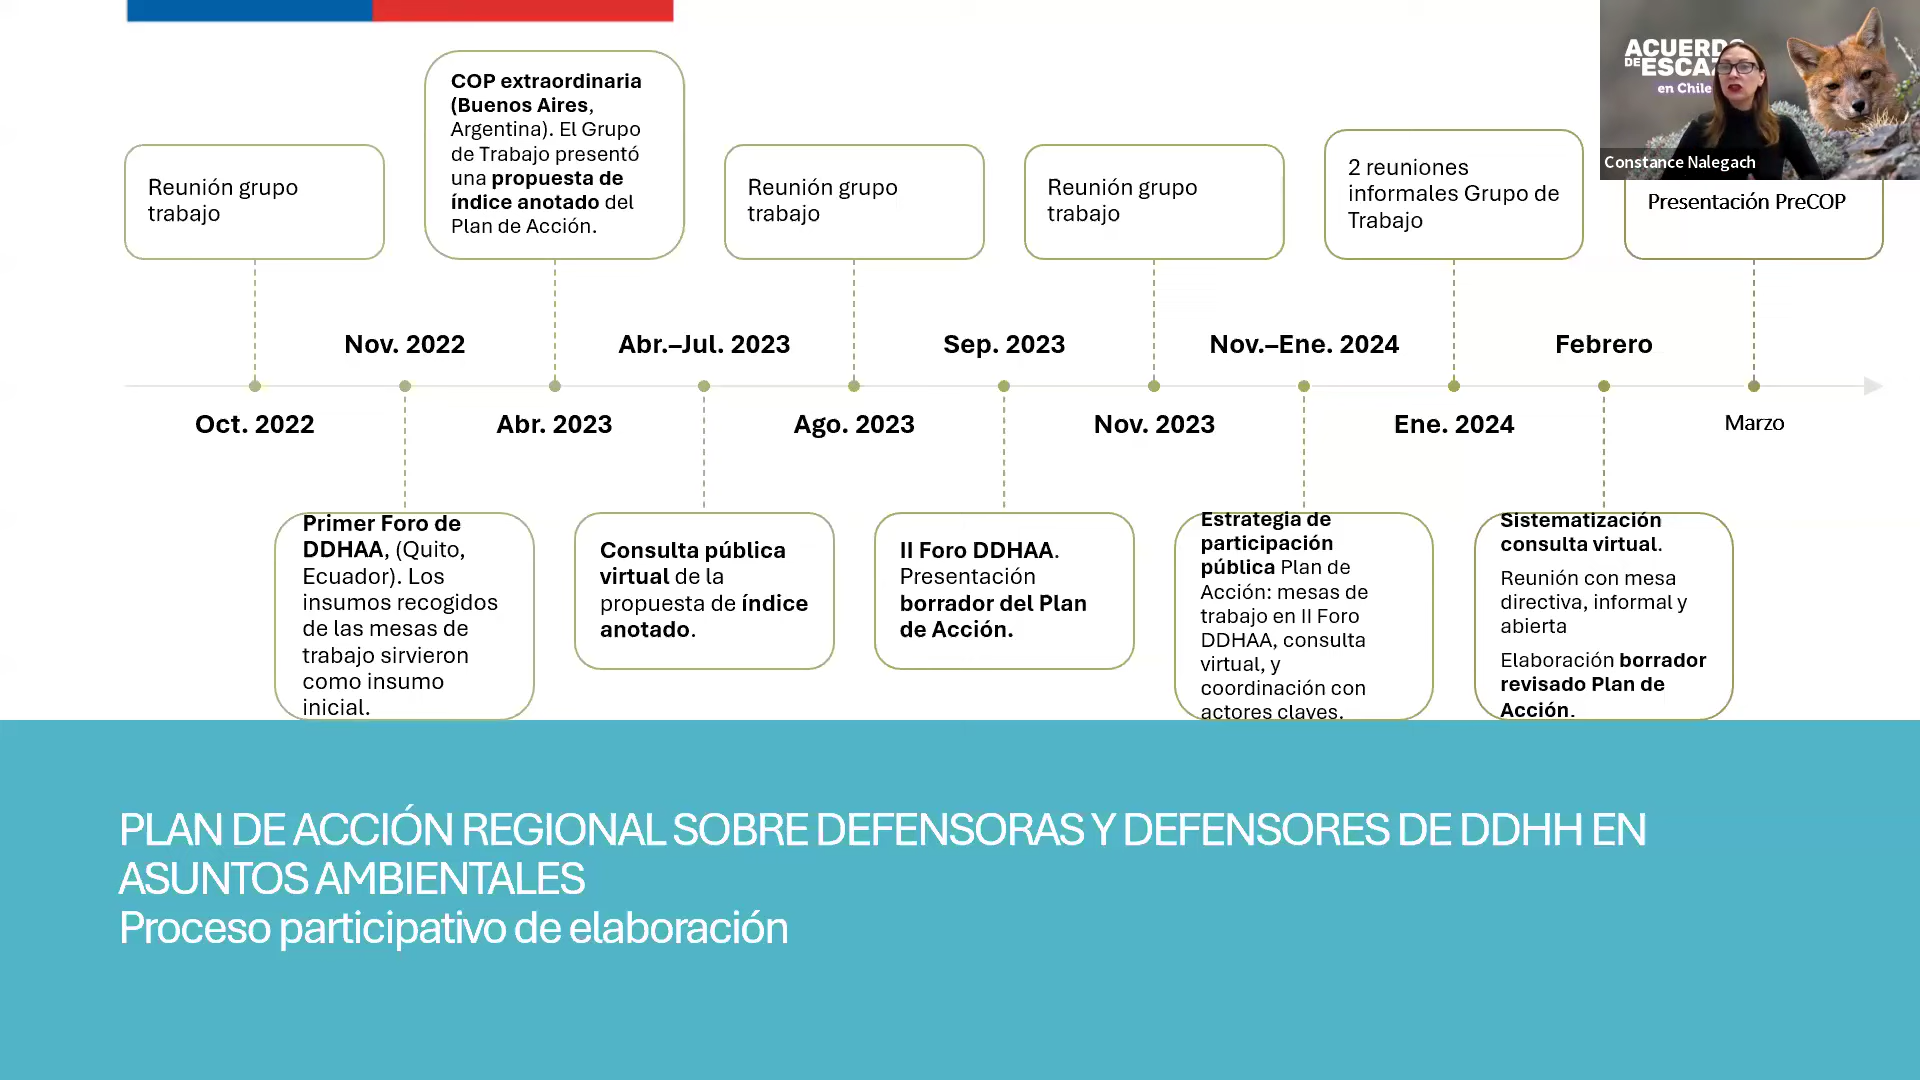 ACUERDO
DE ESCAZ
en Chile
Constance Nalegach
COP extraordinaria
(Buenos Aires,
Argentina). El Grupo
de Trabajo presentó
una propuesta de
índice anotado del
Plan de Acción.
Reunión grupo
trabajo
Reunión grupo
trabajo
Reunión grupo
trabajo
2 reuniones
informales Grupo de
Trabajo
Presentación PreCOP
Nov. 2022
Abr.–Jul. 2023
Sep. 2023
Nov.–Ene. 2024
Febrero
Oct. 2022
Abr. 2023
Ago. 2023
Nov. 2023
Ene. 2024
Marzo
Primer Foro de
DDHAA, (Quito,
Ecuador). Los
insumos recogidos
de las mesas de
trabajo sirvieron
como insumo
inicial.
Consulta pública
virtual de la
propuesta de índice
anotado.
II Foro DDHAA.
Presentación
borrador del Plan
de Acción.
Estrategia de
participación
pública Plan de
Acción: mesas de
trabajo en II Foro
DDHAA, consulta
virtual, y
coordinación con
actores claves.
Sistematización
consulta virtual.
Reunión con mesa
directiva, informal y
abierta
Elaboración borrador
revisado Plan de
Acción.
PLAN DE ACCIÓN REGIONAL SOBRE DEFENSORAS Y DEFENSORES DE DDHH EN
ASUNTOS AMBIENTALES
Proceso participativo de elaboración